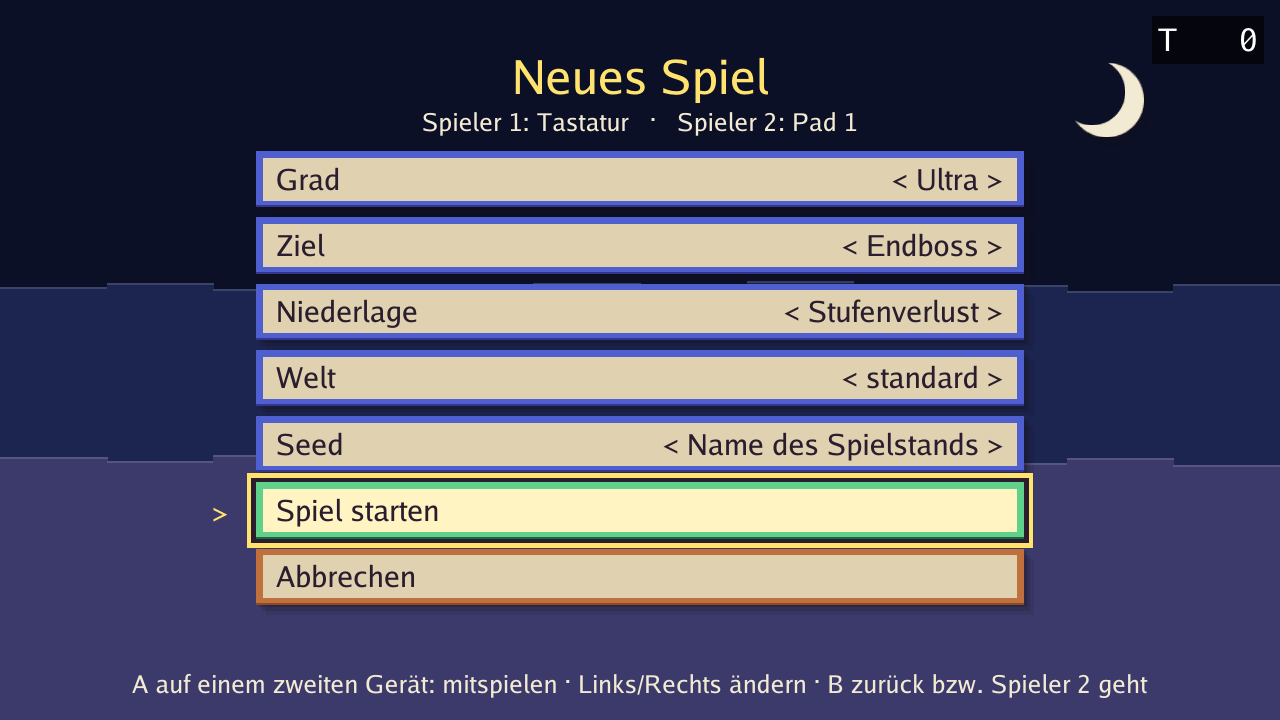 T 0
Neues Spiel
Spieler 1: Tastatur · Spieler 2: Pad 1
Grad < Ultra >
Ziel < Endboss >
Niederlage < Stufenverlust >
Welt < standard >
Seed < Name des Spielstands >
> Spiel starten
Abbrechen
A auf einem zweiten Gerät: mitspielen · Links/Rechts ändern · B zurück bzw. Spieler 2 geht